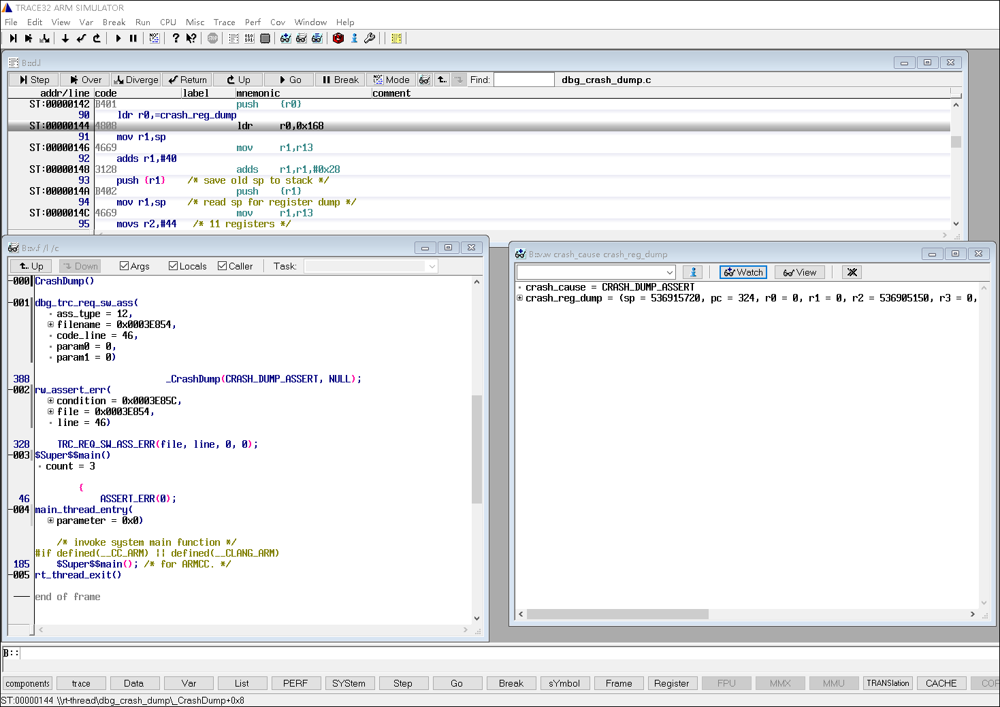 TRACE32 ARM SIMULATOR
File Edit View Var Break Run CPU Misc Trace Perf Cov Window Help
B::d.l
Step Over Diverge Return Up Go Break Mode Find: dbg_crash_dump.c
addr/line code label mnemonic comment
ST:00000142 B401 push {r0}
90 ldr r0,=crash_reg_dump
ST:00000144 4808 ldr r0,0x168
91 mov r1,sp
ST:00000146 4669 mov r1,r13
92 adds r1,#40
ST:00000148 3128 adds r1,r1,#0x28
93 push {r1} /* save old sp to stack */
ST:0000014A B402 push {r1}
94 mov r1,sp /* read sp for register dump */
ST:0000014C 4669 mov r1,r13
95 movs r2,#44 /* 11 registers */
B::v.f /l /c
Up Down Args Locals Caller Task:
000 CrashDump()
001 dbg_trc_req_sw_ass(
ass_type = 12,
filename = 0x0003E854,
code_line = 46,
param0 = 0,
param1 = 0)
388 _CrashDump(CRASH_DUMP_ASSERT, NULL);
002 rw_assert_err(
condition = 0x0003E85C,
file = 0x0003E854,
line = 46)
328 TRC_REQ_SW_ASS_ERR(file, line, 0, 0);
003 $Super$$main()
count = 3
{
46 ASSERT_ERR(0);
004 main_thread_entry(
parameter = 0x0)
/* invoke system main function */
#if defined(__CC_ARM) || defined(__CLANG_ARM)
185 $Super$$main(); /* for ARMCC. */
005 rt_thread_exit()
end of frame
B::v.w crash_cause crash_reg_dump
Watch View
crash_cause = CRASH_DUMP_ASSERT
crash_reg_dump = (sp = 536915720, pc = 324, r0 = 0, r1 = 0, r2 = 536905150, r3 = 0,
B::
components trace Data Var List PERF SYStem Step Go Break sYmbol Frame Register FPU MMX MMU TRANSlation CACHE COP
ST:00000144 \\rt-thread\dbg_crash_dump\_CrashDump+0x8